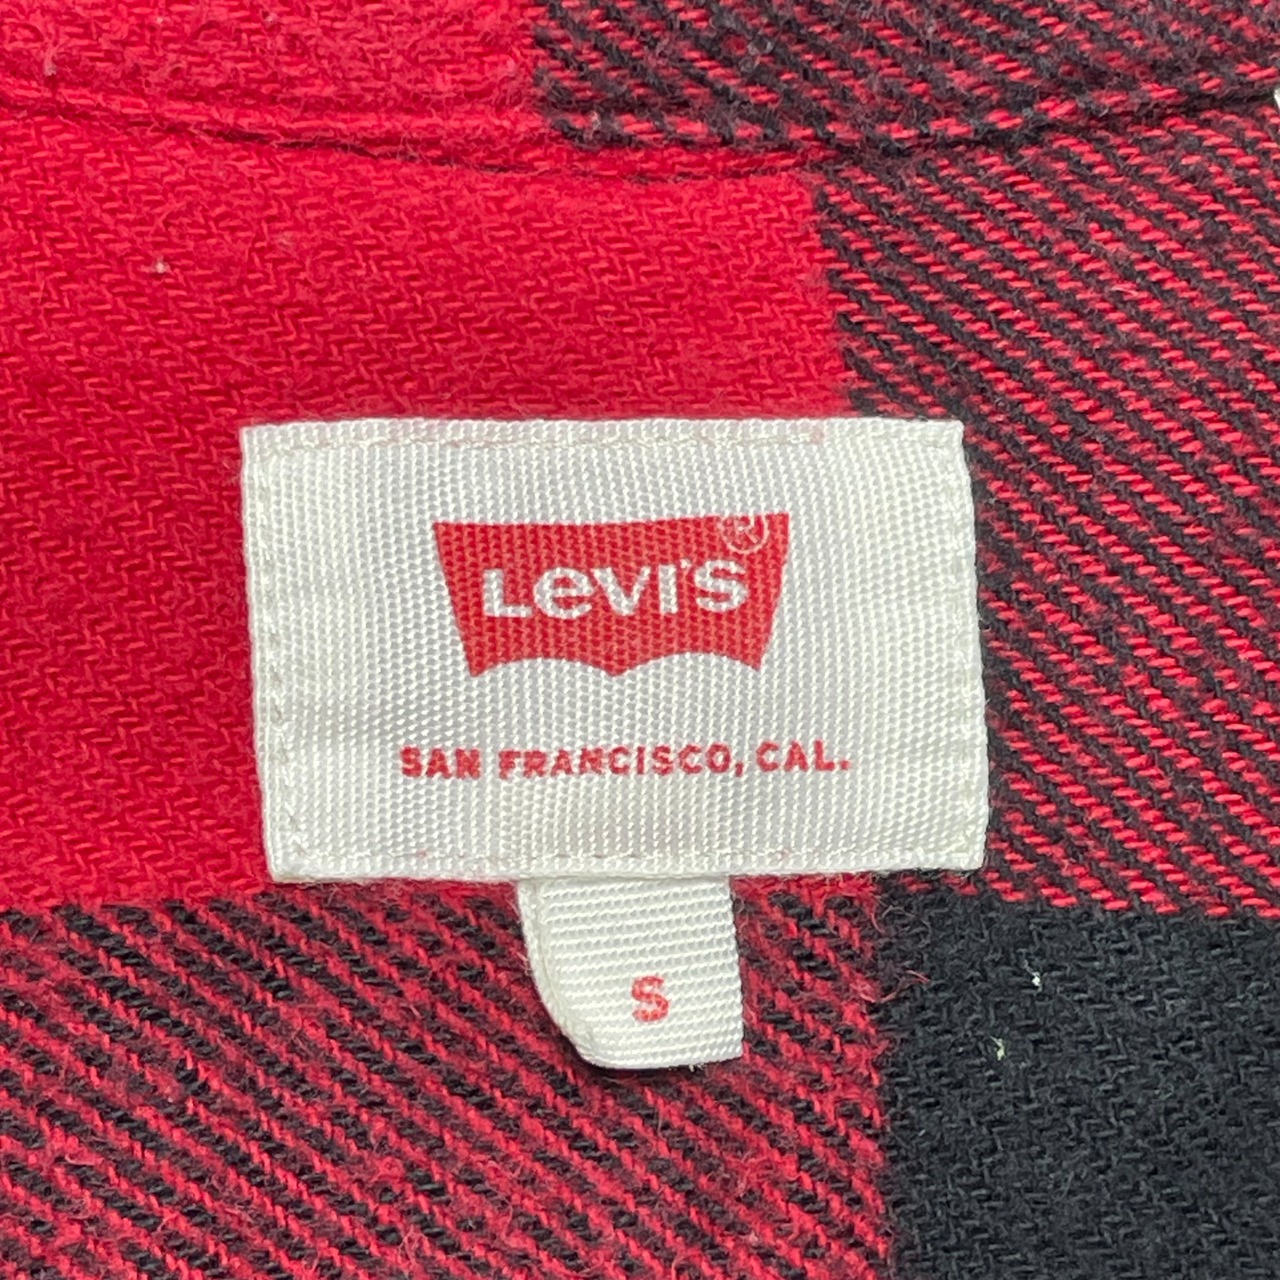 Levi's ®
SAN FRANCISCO, CAL.
S